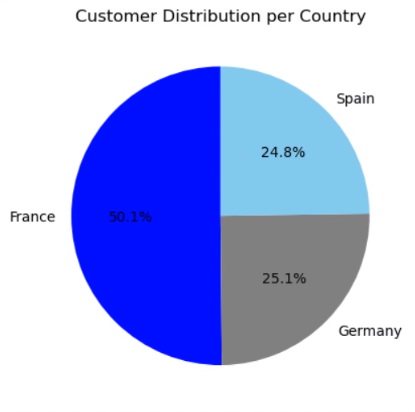 Customer Distribution per Country
Spain
24.8%
France
50.1%
25.1%
Germany